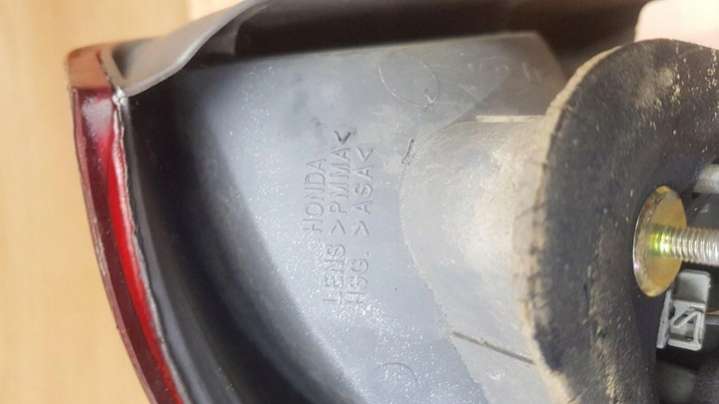 HONDA
LENS >PMMA<
HSG. >ASA<